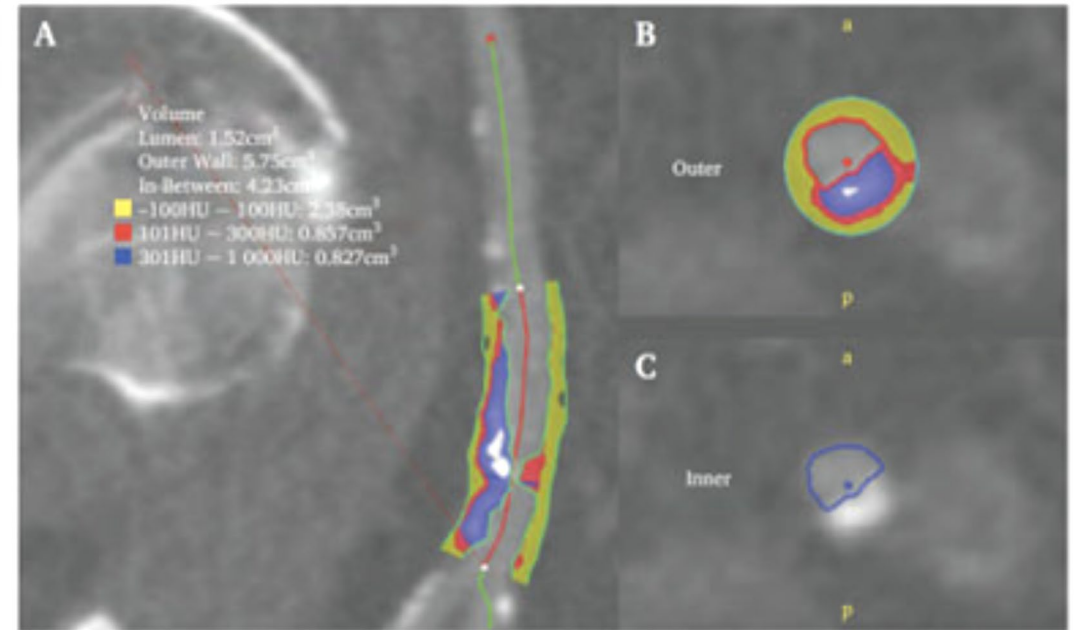 A
Volume
Lumen: 1.52cm³
Outer Wall: 5.75cm³
In-Between: 4.23cm³
-100HU — 100HU: 2.38cm³
101HU — 300HU: 0.857cm³
301HU — 1 000HU: 0.827cm³
B
a
Outer
p
C
a
Inner
p